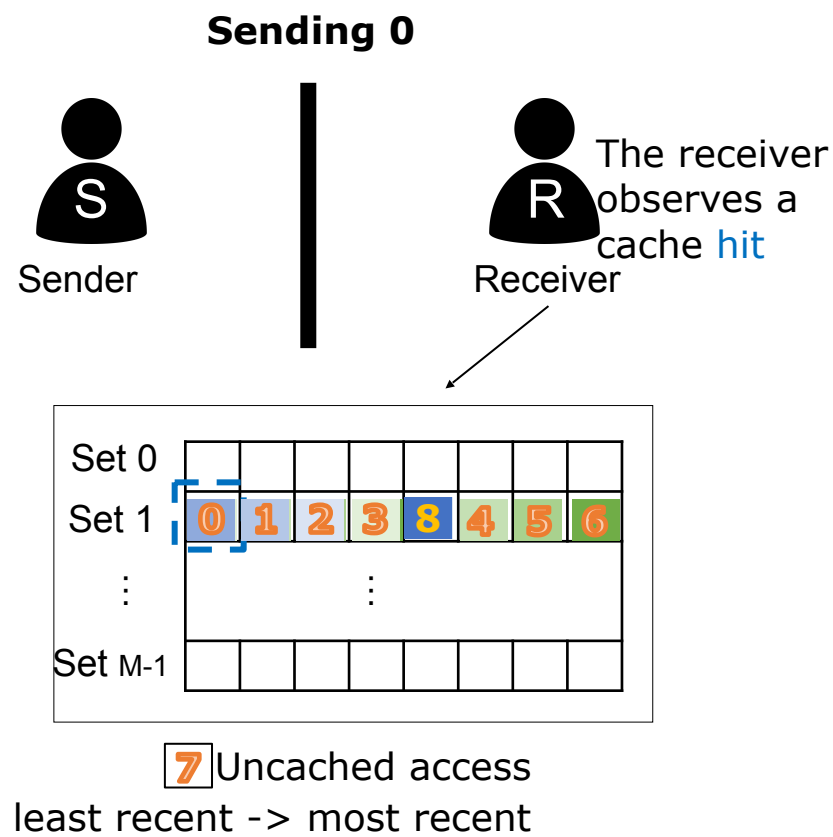 Sending 0
S
R
The receiver
observes a
cache hit
Sender
Receiver
Set 0
Set 1 0 1 2 3 8 4 5 6
⋮ ⋮
Set M-1
7 Uncached access
least recent -> most recent